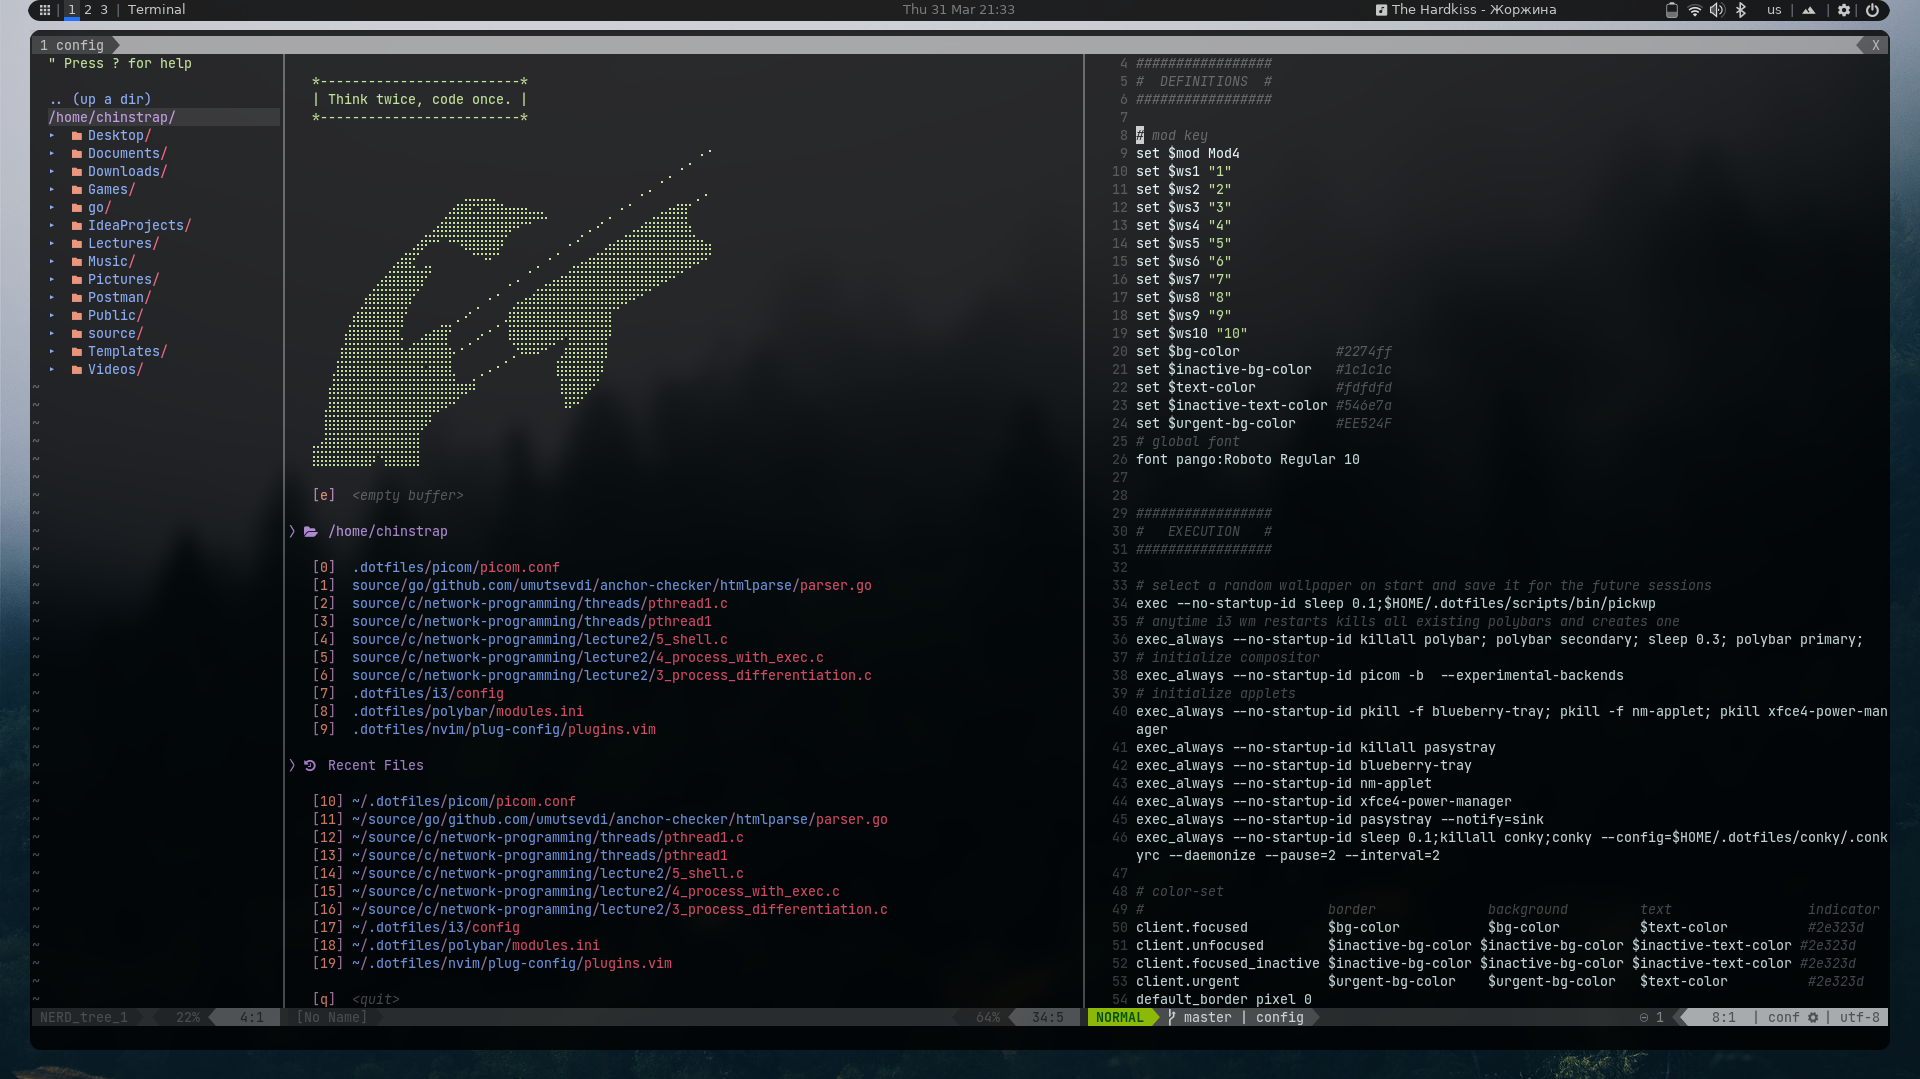 1 2 3 | Terminal
Thu 31 Mar 21:33
The Hardkiss - Жоржина
us
1 config
X
" Press ? for help
.. (up a dir)
/home/chinstrap/
Desktop/
Documents/
Downloads/
Games/
go/
IdeaProjects/
Lectures/
Music/
Pictures/
Postman/
Public/
source/
Templates/
Videos/
NERD_tree_1 22% 4:1
*-------------------------*
| Think twice, code once. |
*-------------------------*
[e] <empty buffer>
/home/chinstrap
[0] .dotfiles/picom/picom.conf
[1] source/go/github.com/umutsevdi/anchor-checker/htmlparse/parser.go
[2] source/c/network-programming/threads/pthread1.c
[3] source/c/network-programming/threads/pthread1
[4] source/c/network-programming/lecture2/5_shell.c
[5] source/c/network-programming/lecture2/4_process_with_exec.c
[6] source/c/network-programming/lecture2/3_process_differentiation.c
[7] .dotfiles/i3/config
[8] .dotfiles/polybar/modules.ini
[9] .dotfiles/nvim/plug-config/plugins.vim
Recent Files
[10] ~/.dotfiles/picom/picom.conf
[11] ~/source/go/github.com/umutsevdi/anchor-checker/htmlparse/parser.go
[12] ~/source/c/network-programming/threads/pthread1.c
[13] ~/source/c/network-programming/threads/pthread1
[14] ~/source/c/network-programming/lecture2/5_shell.c
[15] ~/source/c/network-programming/lecture2/4_process_with_exec.c
[16] ~/source/c/network-programming/lecture2/3_process_differentiation.c
[17] ~/.dotfiles/i3/config
[18] ~/.dotfiles/polybar/modules.ini
[19] ~/.dotfiles/nvim/plug-config/plugins.vim
[q] <quit>
[No Name] 64% 34:5
4 #################
5 #  DEFINITIONS  #
6 #################
7
8 # mod key
9 set $mod Mod4
10 set $ws1 "1"
11 set $ws2 "2"
12 set $ws3 "3"
13 set $ws4 "4"
14 set $ws5 "5"
15 set $ws6 "6"
16 set $ws7 "7"
17 set $ws8 "8"
18 set $ws9 "9"
19 set $ws10 "10"
20 set $bg-color #2274ff
21 set $inactive-bg-color #1c1c1c
22 set $text-color #fdfdfd
23 set $inactive-text-color #546e7a
24 set $urgent-bg-color #EE524F
25 # global font
26 font pango:Roboto Regular 10
27
28
29 #################
30 #   EXECUTION   #
31 #################
32
33 # select a random wallpaper on start and save it for the future sessions
34 exec --no-startup-id sleep 0.1;$HOME/.dotfiles/scripts/bin/pickwp
35 # anytime i3 wm restarts kills all existing polybars and creates one
36 exec_always --no-startup-id killall polybar; polybar secondary; sleep 0.3; polybar primary;
37 # initialize compositor
38 exec_always --no-startup-id picom -b  --experimental-backends
39 # initialize applets
40 exec_always --no-startup-id pkill -f blueberry-tray; pkill -f nm-applet; pkill xfce4-power-man
ager
41 exec_always --no-startup-id killall pasystray
42 exec_always --no-startup-id blueberry-tray
43 exec_always --no-startup-id nm-applet
44 exec_always --no-startup-id xfce4-power-manager
45 exec_always --no-startup-id pasystray --notify=sink
46 exec_always --no-startup-id sleep 0.1;killall conky;conky --config=$HOME/.dotfiles/conky/.conk
yrc --daemonize --pause=2 --interval=2
47
48 # color-set
49 # border background text indicator
50 client.focused $bg-color $bg-color $text-color #2e323d
51 client.unfocused $inactive-bg-color $inactive-bg-color $inactive-text-color #2e323d
52 client.focused_inactive $inactive-bg-color $inactive-bg-color $inactive-text-color #2e323d
53 client.urgent $urgent-bg-color $urgent-bg-color $text-color #2e323d
54 default_border pixel 0
NORMAL master | config
1 8:1 | conf | utf-8